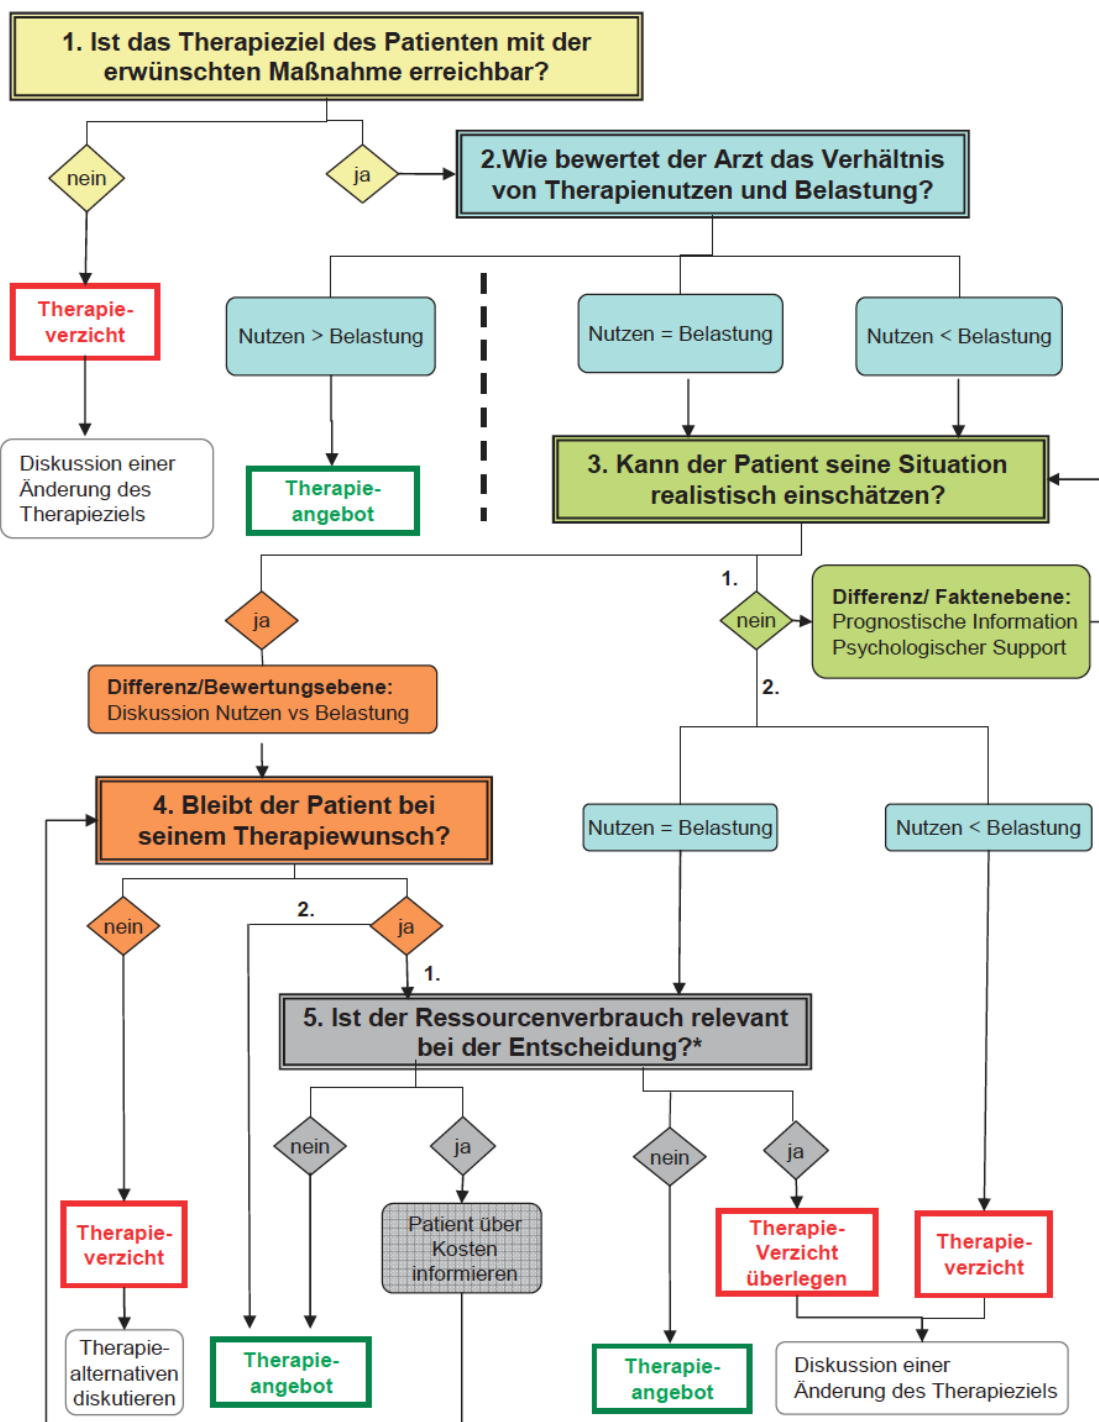 1. Ist das Therapieziel des Patienten mit der
erwünschten Maßnahme erreichbar?
nein
ja
2.Wie bewertet der Arzt das Verhältnis
von Therapienutzen und Belastung?
Therapie-
verzicht
Nutzen > Belastung
Nutzen = Belastung
Nutzen < Belastung
Diskussion einer
Änderung des
Therapieziels
Therapie-
angebot
3. Kann der Patient seine Situation
realistisch einschätzen?
ja
1.
nein
Differenz/ Faktenebene:
Prognostische Information
Psychologischer Support
2.
Differenz/Bewertungsebene:
Diskussion Nutzen vs Belastung
4. Bleibt der Patient bei
seinem Therapiewunsch?
Nutzen = Belastung
Nutzen < Belastung
nein
2.
ja
1.
5. Ist der Ressourcenverbrauch relevant
bei der Entscheidung?*
nein
ja
nein
ja
Therapie-
verzicht
Patient über
Kosten
informieren
Therapie-
Verzicht
überlegen
Therapie-
verzicht
Therapie-
alternativen
diskutieren
Therapie-
angebot
Therapie-
angebot
Diskussion einer
Änderung des Therapieziels